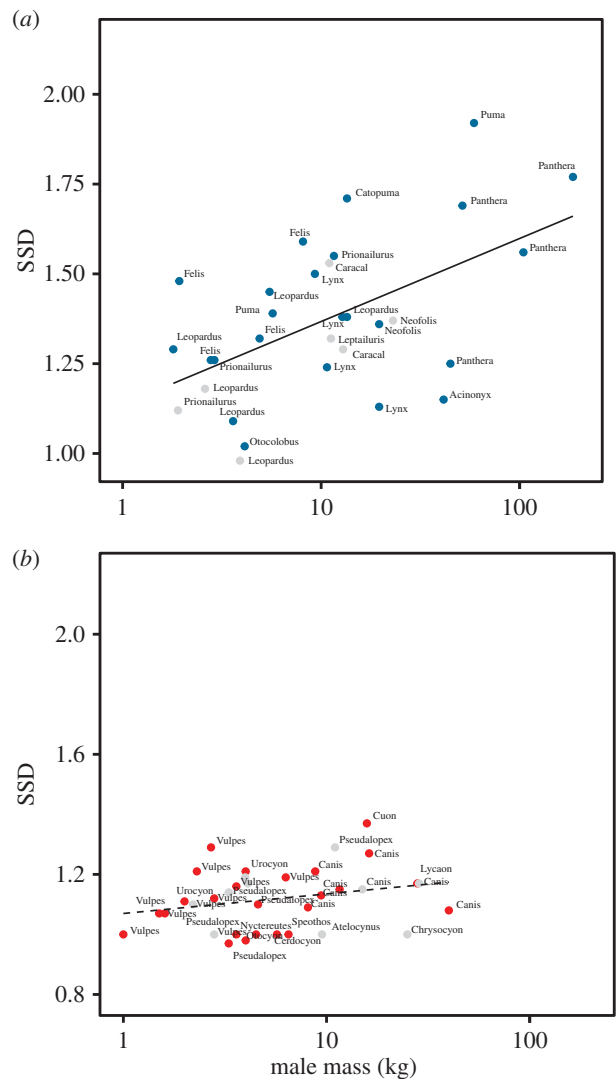 (a)
2.00
1.75
1.50
1.25
1.00
SSD
Puma
Panthera
Catopuma
Panthera
Felis
Prionailurus
Panthera
Caracal
Felis
Lynx
Leopardus
Puma
Leopardus
Neofolis
Lynx
Neofolis
Felis
Leptailuris
Leopardus
Felis
Caracal
Prionailurus
Lynx
Panthera
Leopardus
Acinonyx
Prionailurus
Leopardus
Lynx
Otocolobus
Leopardus
1 10 100
(b)
2.0
1.6
1.2
0.8
SSD
Cuon
Vulpes
Pseudalopex
Canis
Vulpes
Urocyon
Canis
Lycaon
Vulpes
Vulpes
Canis
Canis
Canis
Urocyon
Pseudalopex
Canis
Vulpes
Vulpes
Pseudalopex
Vulpes
Canis
Canis
Vulpes
Pseudalopex
Nyctereutes
Speothos
Atelocynus
Chrysocyon
Vulpes
Vulpes
Otocyon
Cerdocyon
Pseudalopex
1 10 100
male mass (kg)